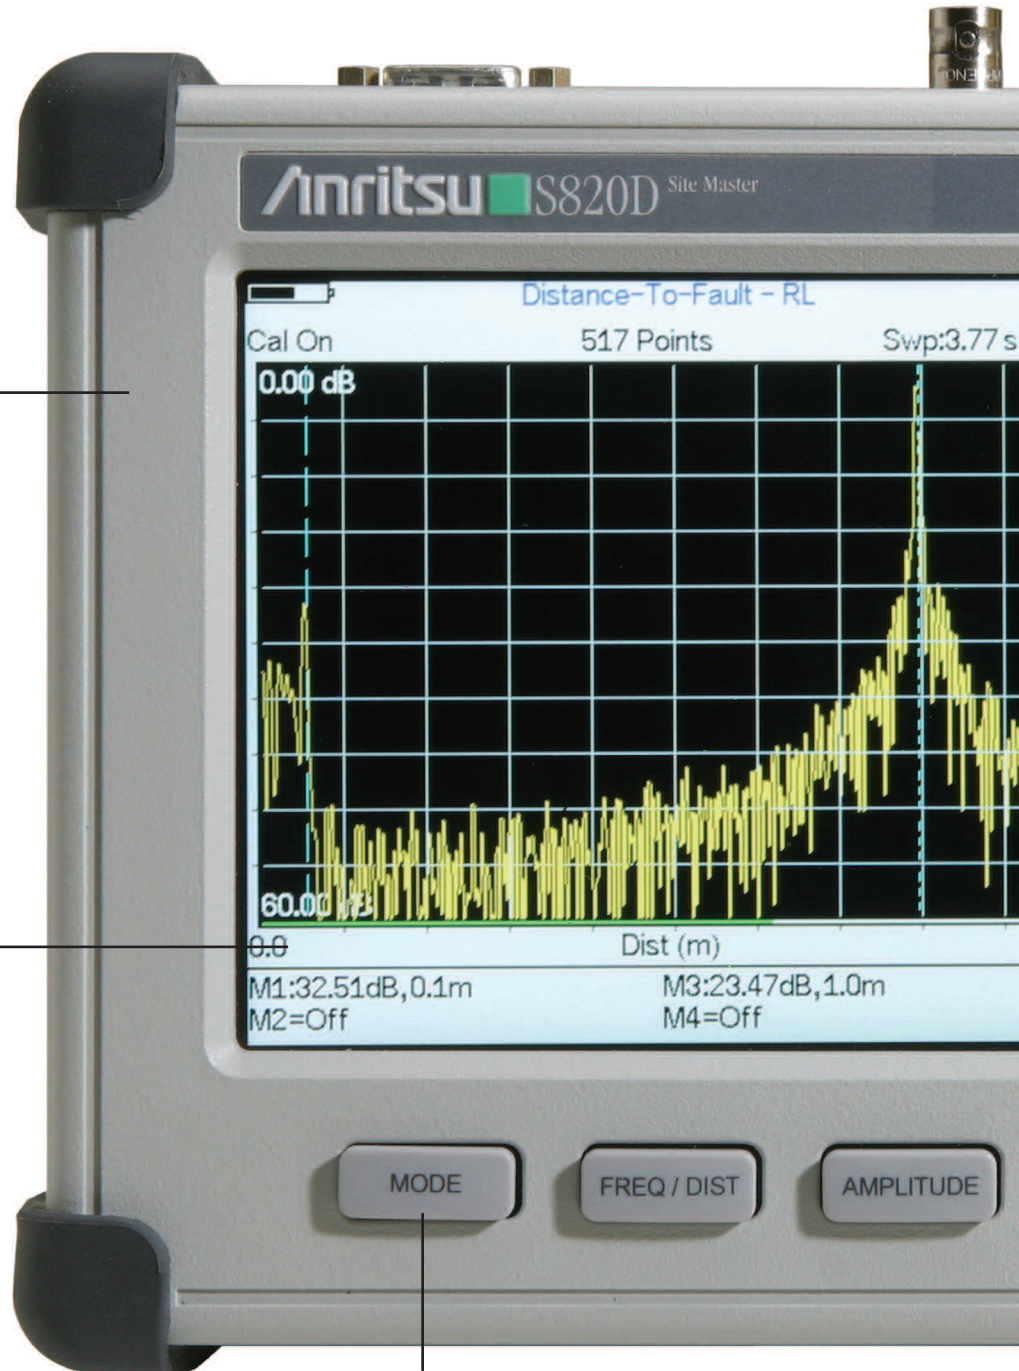 Anritsu S820D Site Master
Distance-To-Fault - RL
Cal On 517 Points Swp:3.77 s
0.00 dB
60.00 dB
0.0 Dist (m)
M1:32.51dB,0.1m M3:23.47dB,1.0m
M2=Off M4=Off
MODE FREQ / DIST AMPLITUDE